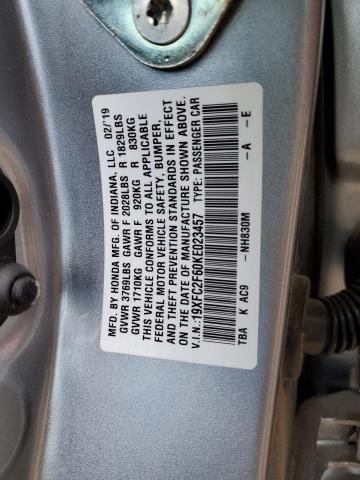 MFD. BY HONDA MFG. OF INDIANA, LLC 02/'19
GVWR 3769LBS GAWR F 2028LBS R 1829LBS
GVWR 1710KG GAWR F 920KG R 830KG
THIS VEHICLE CONFORMS TO ALL APPLICABLE
FEDERAL MOTOR VEHICLE SAFETY, BUMPER,
AND THEFT PREVENTION STANDARDS IN EFFECT
ON THE DATE OF MANUFACTURE SHOWN ABOVE.
V.I.N.:19XFC2F60KE023457 TYPE: PASSENGER CAR
TBA K AC9 -NH830M -A -E